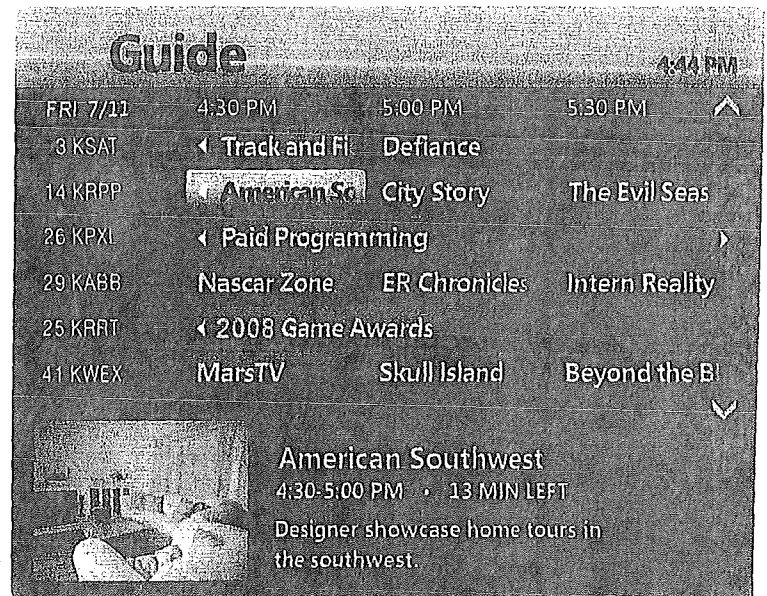 Guide
4:44 PM
FRI 7/11 4:30 PM 5:00 PM 5:30 PM
3 KSAT Track and Fi Defiance
14 KRPP American So City Story The Evil Seas
26 KPXL Paid Programming
29 KABB Nascar Zone ER Chronicles Intern Reality
25 KRRT 2008 Game Awards
41 KWEX MarsTV Skull Island Beyond the Bl
American Southwest
4:30-5:00 PM · 13 MIN LEFT
Designer showcase home tours in
the southwest.